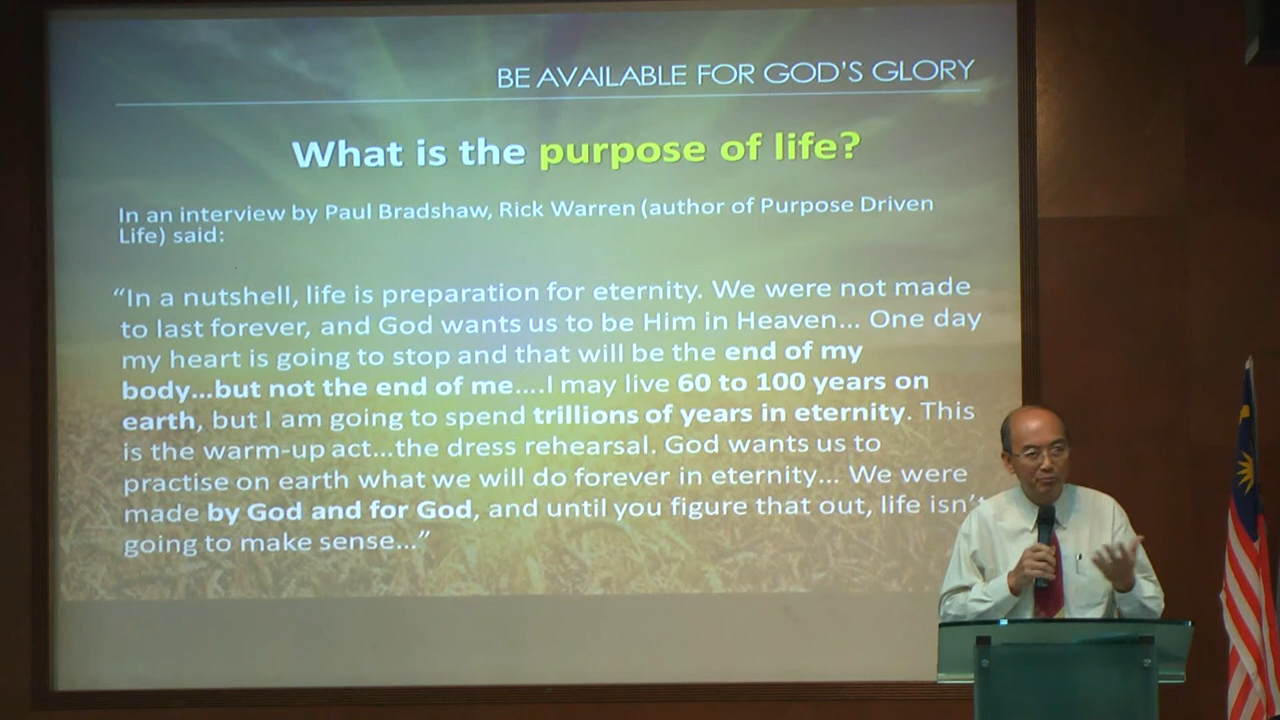 BE AVAILABLE FOR GOD'S GLORY
What is the purpose of life?
In an interview by Paul Bradshaw, Rick Warren (author of Purpose Driven
Life) said:
“In a nutshell, life is preparation for eternity. We were not made
to last forever, and God wants us to be Him in Heaven... One day
my heart is going to stop and that will be the end of my
body...but not the end of me....I may live 60 to 100 years on
earth, but I am going to spend trillions of years in eternity. This
is the warm-up act...the dress rehearsal. God wants us to
practise on earth what we will do forever in eternity... We were
made by God and for God, and until you figure that out, life isn't
going to make sense...”